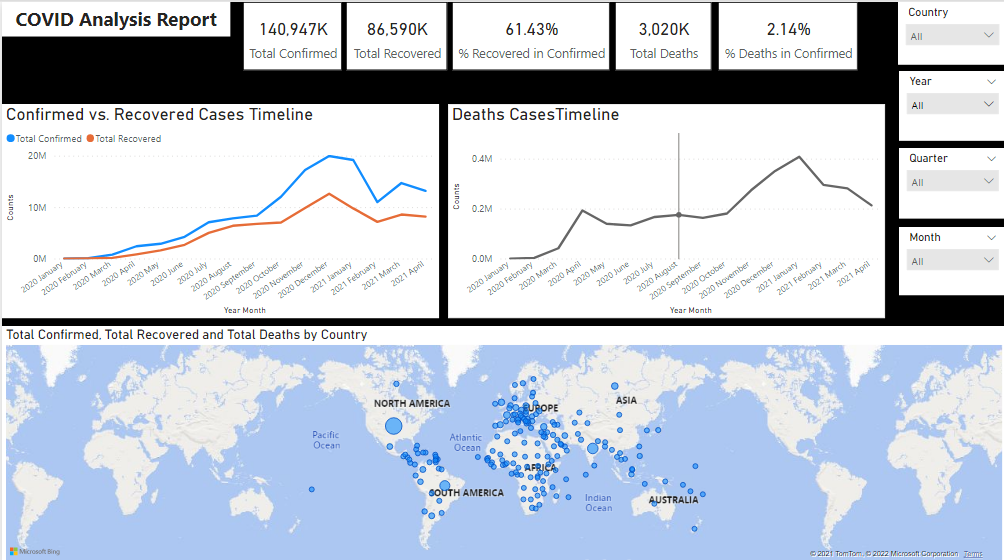 COVID Analysis Report
140,947K
Total Confirmed
86,590K
Total Recovered
61.43%
% Recovered in Confirmed
3,020K
Total Deaths
2.14%
% Deaths in Confirmed
Country
All
Year
All
Quarter
All
Month
All
Confirmed vs. Recovered Cases Timeline
Total Confirmed Total Recovered
20M
10M
0M
Counts
2020 January
2020 February
2020 March
2020 April
2020 May
2020 June
2020 July
2020 August
2020 September
2020 October
2020 November
2020 December
2021 January
2021 February
2021 March
2021 April
Year Month
Deaths CasesTimeline
0.4M
0.2M
0.0M
Counts
2020 January
2020 February
2020 March
2020 April
2020 May
2020 June
2020 July
2020 August
2020 September
2020 October
2020 November
2020 December
2021 January
2021 February
2021 March
2021 April
Year Month
Total Confirmed, Total Recovered and Total Deaths by Country
NORTH AMERICA
EUROPE
ASIA
Pacific
Ocean
Atlantic
Ocean
AFRICA
SOUTH AMERICA
Indian
Ocean
AUSTRALIA
Microsoft Bing
© 2021 TomTom, © 2022 Microsoft Corporation Terms